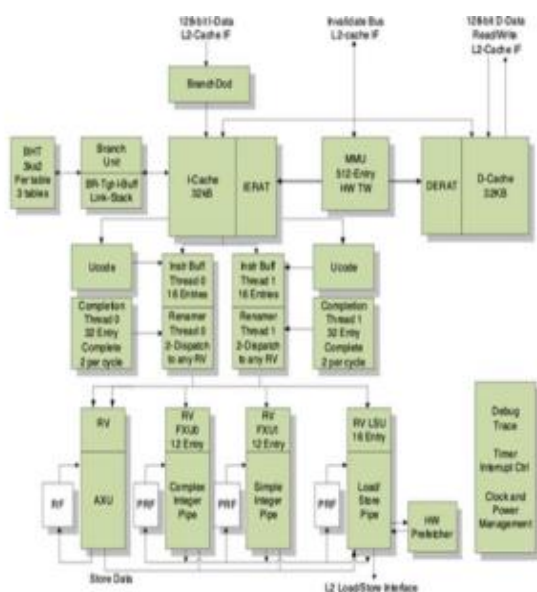 128-bit I-Data
L2-Cache IF
Invalidate Bus
L2-cache IF
128-bit D-Data
Read/Write
L2-Cache IF
Branch Dcd
BHT
3kx2
Per table
3 tables
Branch
Unit
BR-Tgt-I-Buff
Link-Stack
I-Cache
32kB
IERAT
MMU
512-Entry
HW TW
DERAT
D-Cache
32KB
Ucode
Instr Buff
Thread 0
16 Entries
Instr Buff
Thread 1
16 Entries
Ucode
Completion
Thread 0
32 Entry
Complete
2 per cycle
Renamer
Thread 0
2-Dispatch
to any RV
Renamer
Thread 1
2-Dispatch
to any RV
Completion
Thread 1
32 Entry
Complete
2 per cycle
RV
AXU
RF
RV
FXU0
12 Entry
Complex
Integer
Pipe
PRF
RV
FXU1
12 Entry
Simple
Integer
Pipe
PRF
RV LSU
16 Entry
Load/
Store
Pipe
PRF
HW
Prefetcher
Debug
Trace
Timer
Interrupt Ctrl
Clock and
Power
Management
Store Data
L2 Load/Store Interface